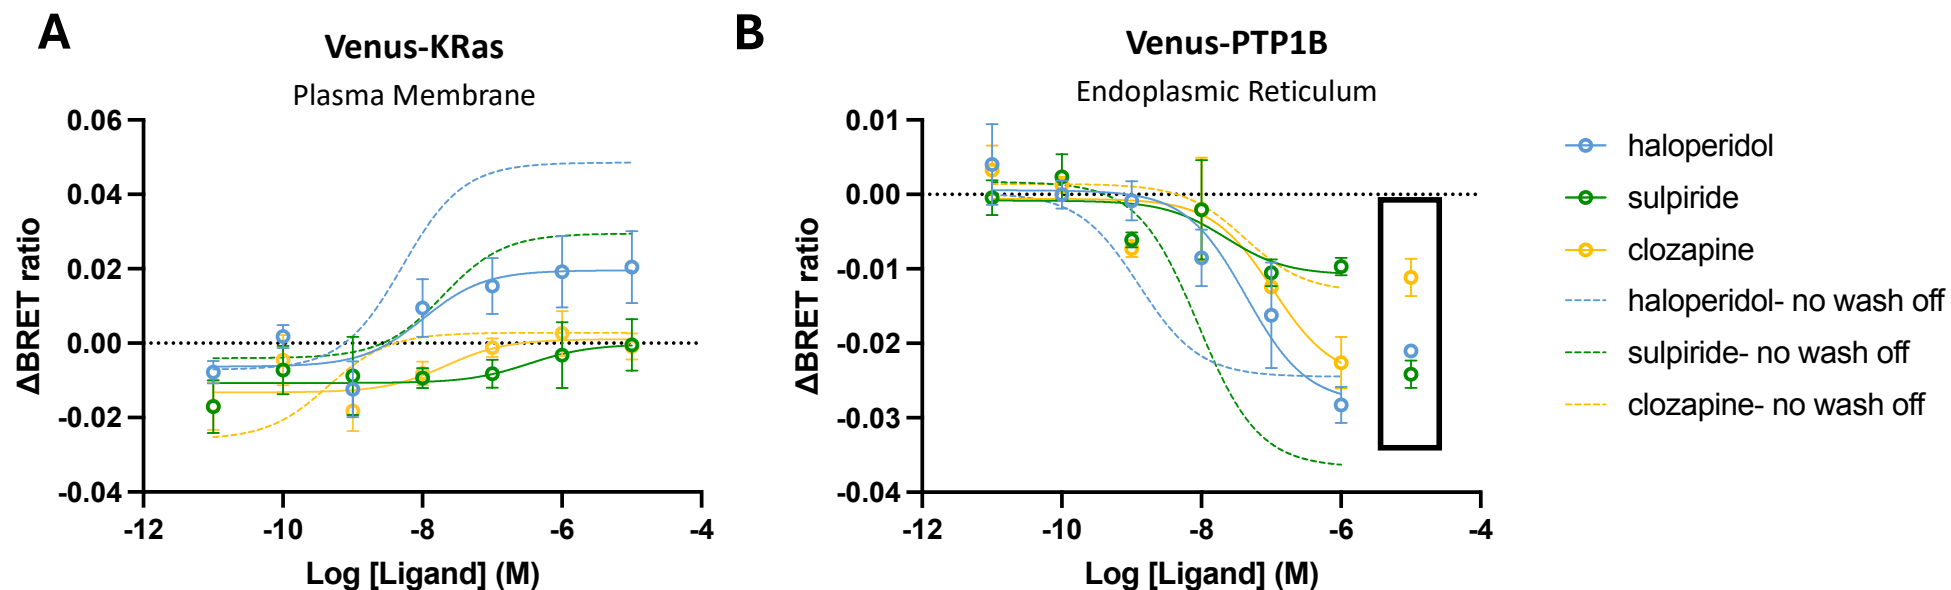 A
Venus-KRas
Plasma Membrane
0.06
0.04
0.02
0.00
-0.02
-0.04
ΔBRET ratio
-12
-10
-8
-6
-4
Log [Ligand] (M)
B
Venus-PTP1B
Endoplasmic Reticulum
0.01
0.00
-0.01
-0.02
-0.03
-0.04
ΔBRET ratio
-12
-10
-8
-6
-4
Log [Ligand] (M)
haloperidol
sulpiride
clozapine
haloperidol- no wash off
sulpiride- no wash off
clozapine- no wash off